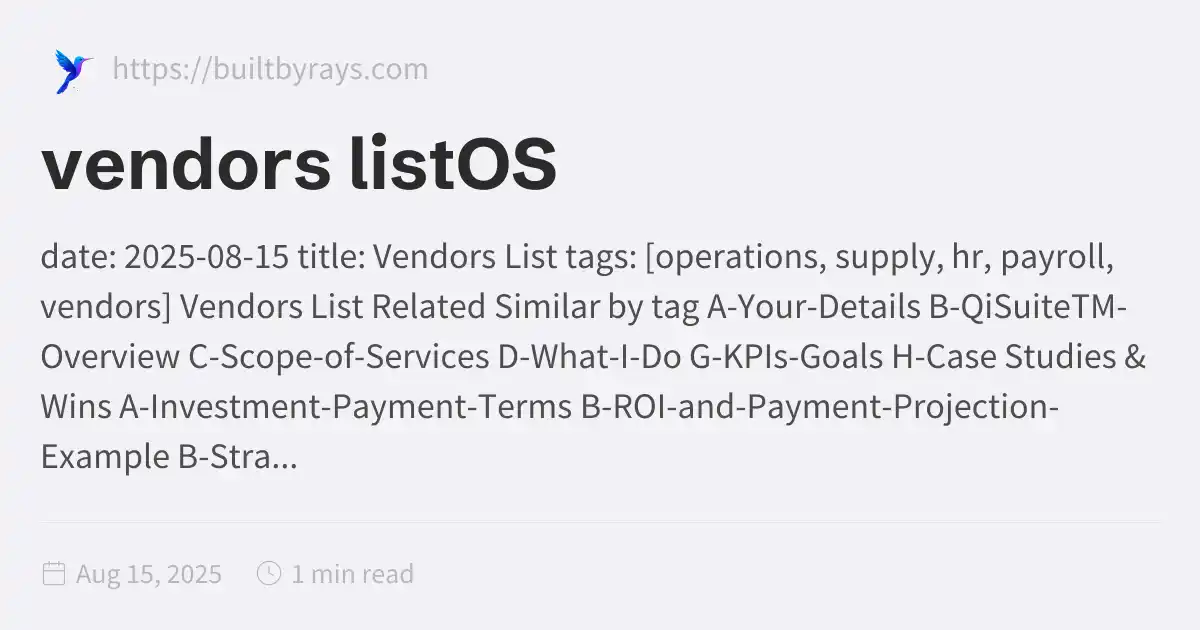 https://builtbyrays.com
vendors listOS
date: 2025-08-15 title: Vendors List tags: [operations, supply, hr, payroll,
vendors] Vendors List Related Similar by tag A-Your-Details B-QiSuiteTM-
Overview C-Scope-of-Services D-What-I-Do G-KPIs-Goals H-Case Studies &
Wins A-Investment-Payment-Terms B-ROI-and-Payment-Projection-
Example B-Stra...
Aug 15, 2025 1 min read